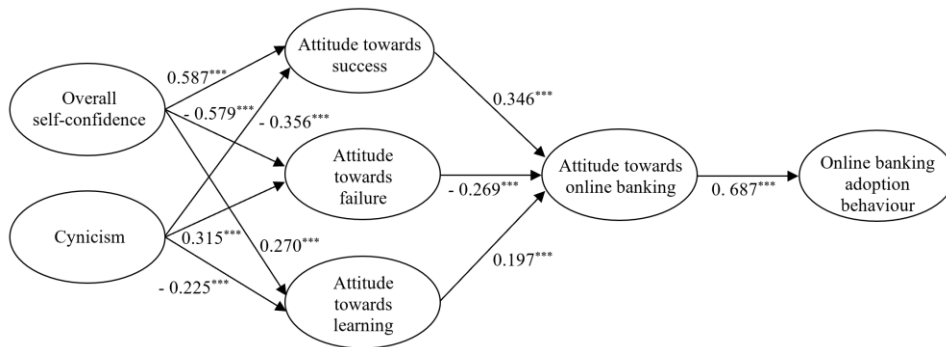 Attitude towards
success
0.587***
0.346***
Overall
self-confidence
- 0.579***
- 0.356***
Attitude
towards
failure
Attitude towards
online banking
Online banking
adoption
behaviour
- 0.269***
0. 687***
Cynicism
0.315***
0.270***
0.197***
- 0.225***
Attitude
towards
learning